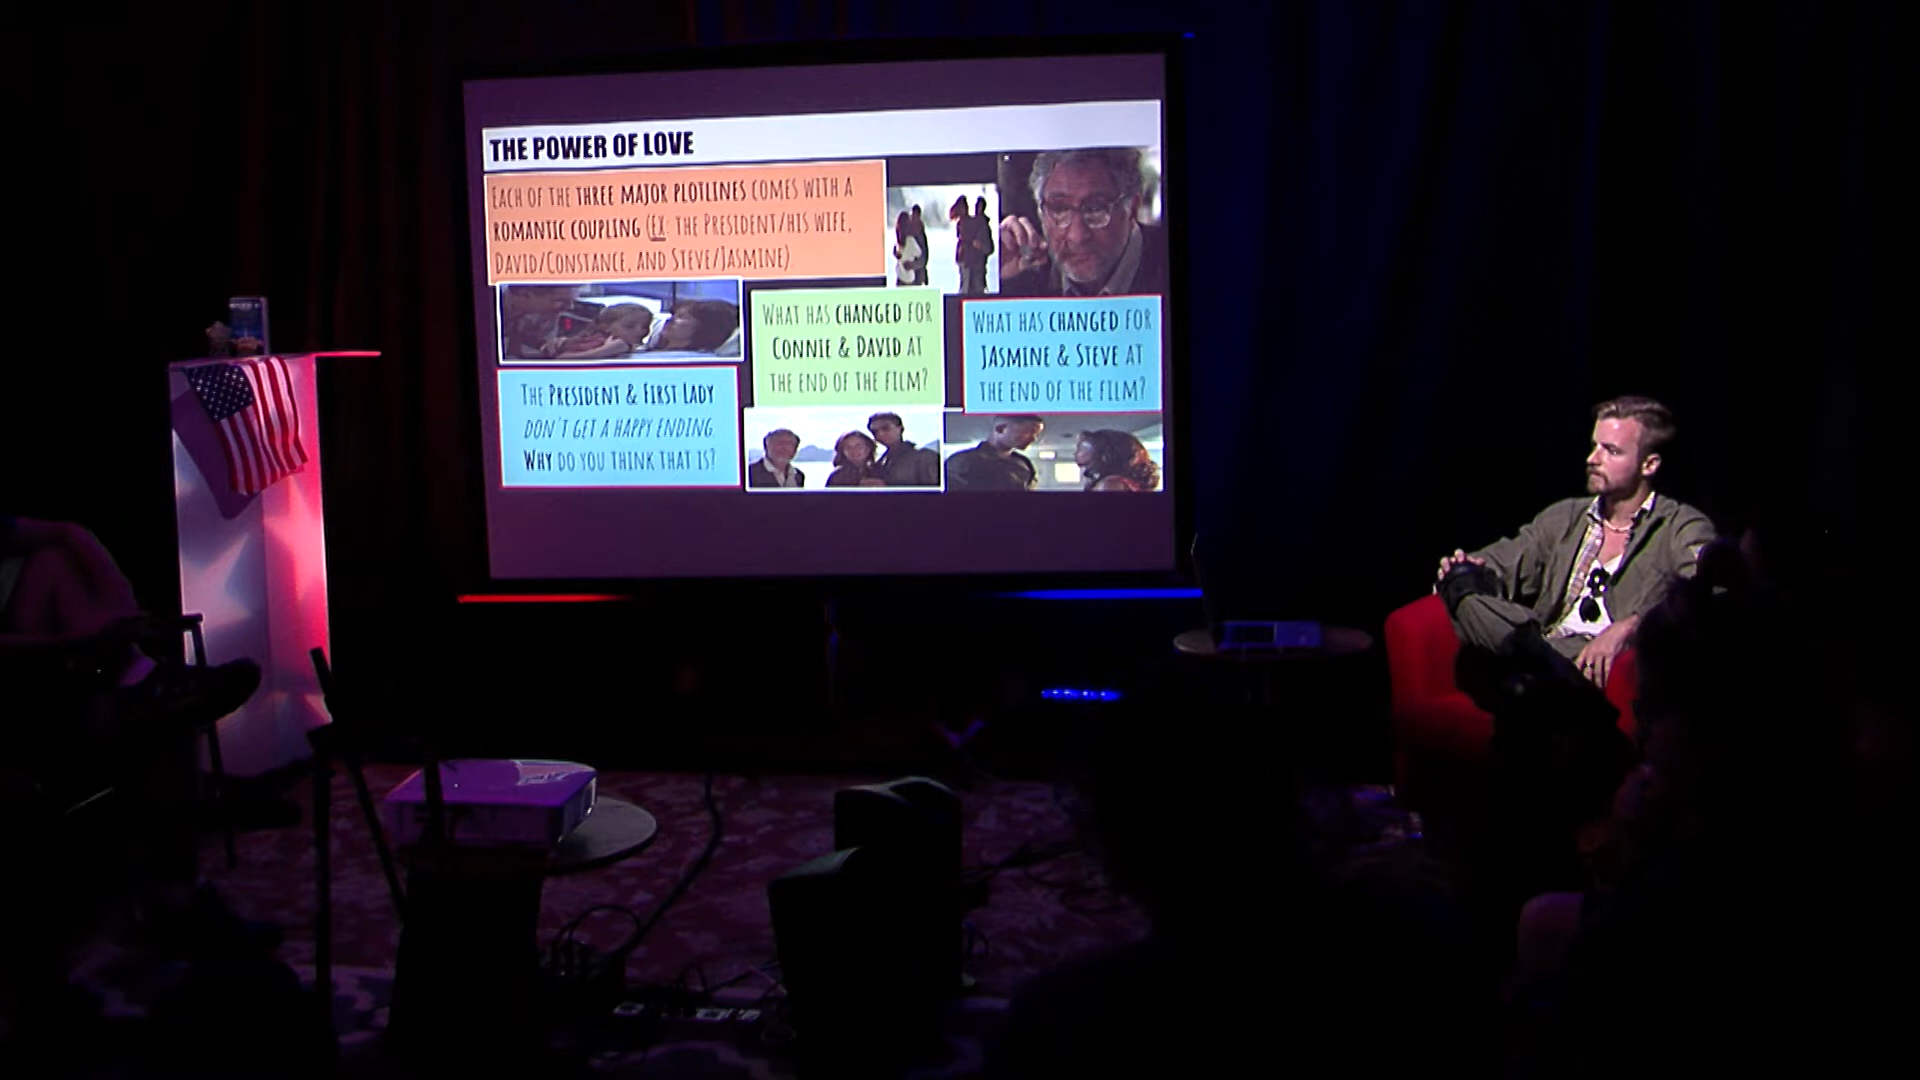 THE POWER OF LOVE
EACH OF THE THREE MAJOR PLOTLINES COMES WITH A
ROMANTIC COUPLING (EX: THE PRESIDENT/HIS WIFE,
DAVID/CONSTANCE, AND STEVE/JASMINE).
THE PRESIDENT & FIRST LADY
DON'T GET A HAPPY ENDING.
WHY DO YOU THINK THAT IS?
WHAT HAS CHANGED FOR
CONNIE & DAVID AT
THE END OF THE FILM?
WHAT HAS CHANGED FOR
JASMINE & STEVE AT
THE END OF THE FILM?